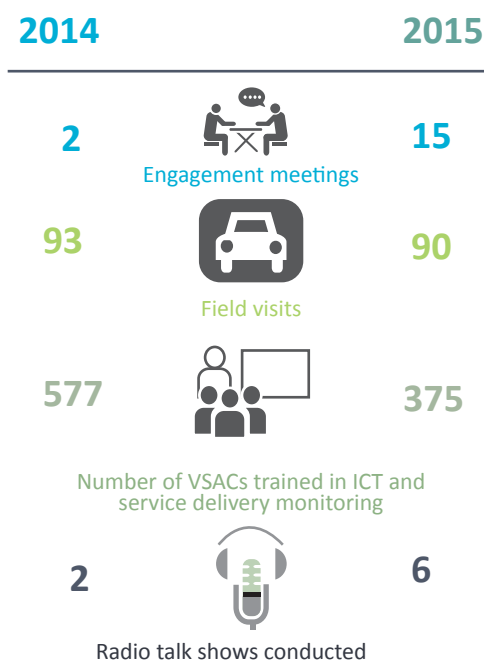 2014 2015
2 15
Engagement meetings
93 90
Field visits
577 375
Number of VSACs trained in ICT and
service delivery monitoring
2 6
Radio talk shows conducted